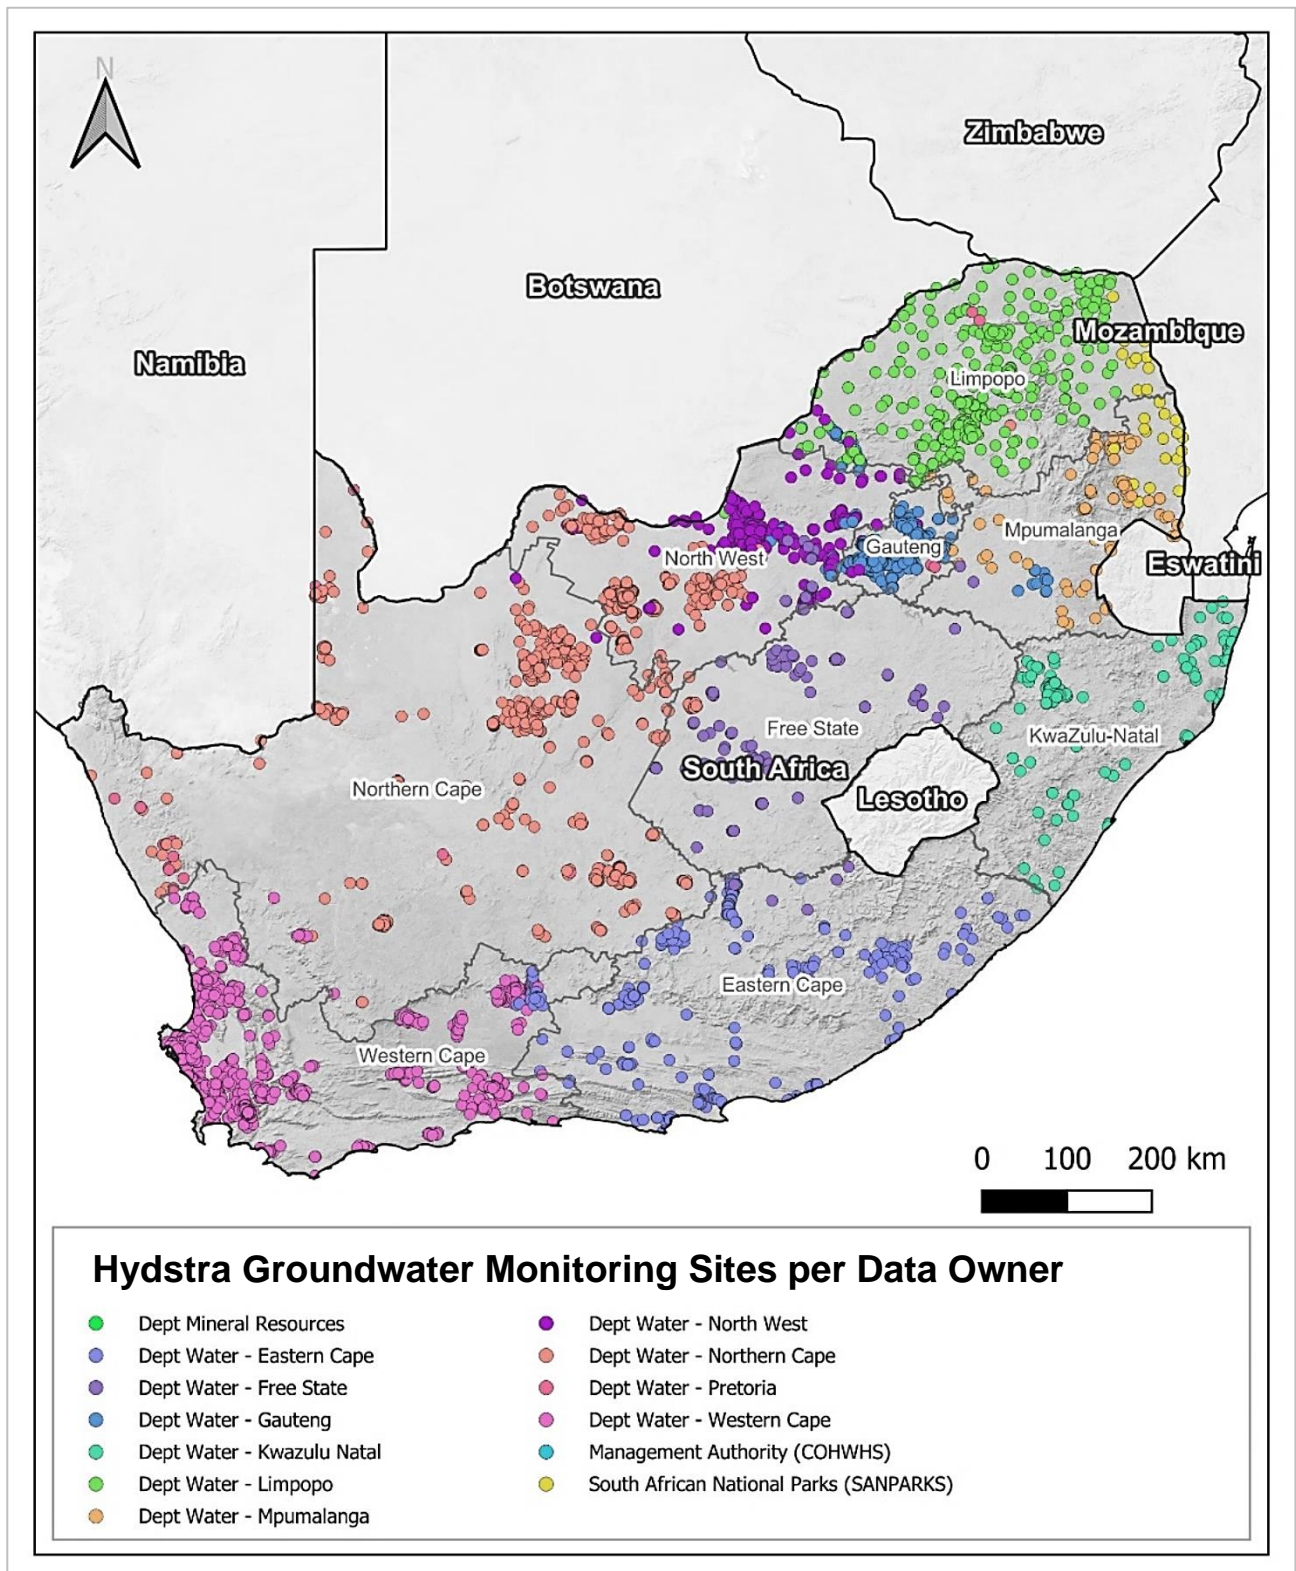 N
Zimbabwe
Botswana
Mozambique
Namibia
Limpopo
Mpumalanga
Gauteng
North West
Eswatini
Free State
KwaZulu-Natal
South Africa
Northern Cape
Lesotho
Eastern Cape
Western Cape
0 100 200 km
Hydstra Groundwater Monitoring Sites per Data Owner
Dept Mineral Resources
Dept Water - Eastern Cape
Dept Water - Free State
Dept Water - Gauteng
Dept Water - Kwazulu Natal
Dept Water - Limpopo
Dept Water - Mpumalanga
Dept Water - North West
Dept Water - Northern Cape
Dept Water - Pretoria
Dept Water - Western Cape
Management Authority (COHWHS)
South African National Parks (SANPARKS)